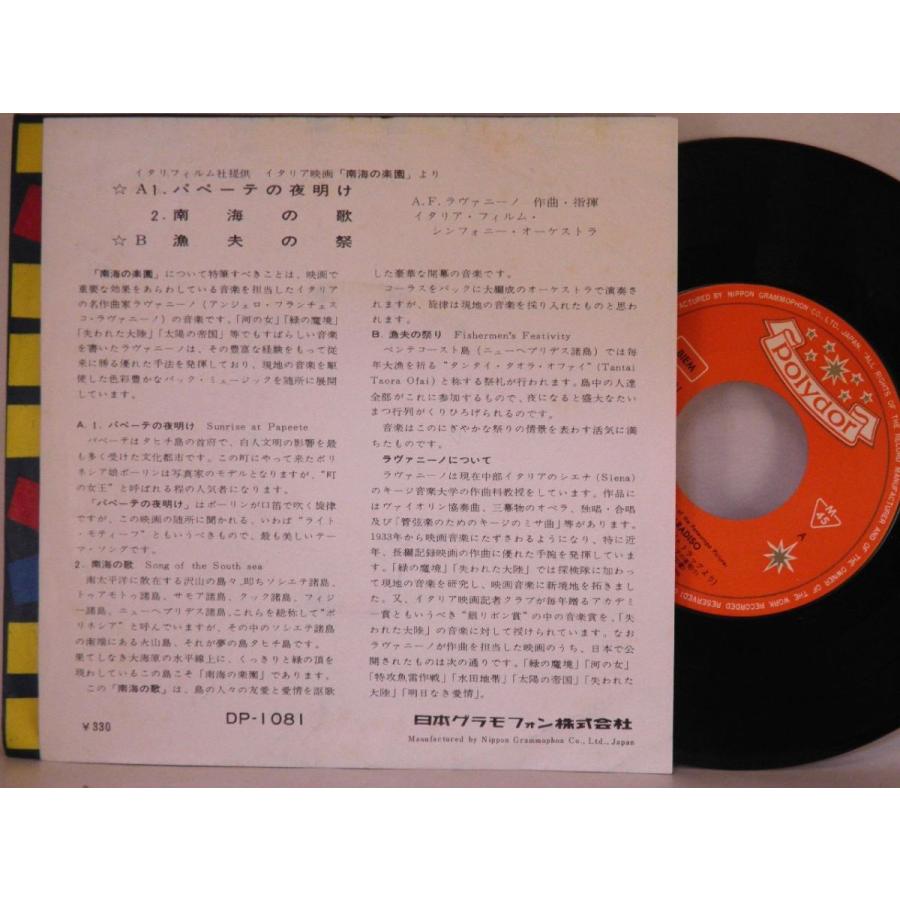 イタリフィルム社提供　イタリア映画「南海の楽園」より
☆ A 1. パペーテの夜明け
2. 南海の歌
☆ B 漁夫の祭
A.F.ラヴァニーノ 作曲・指揮
イタリア・フィルム・
シンフォニー・オーケストラ
「南海の楽園」について特筆すべきことは、映画で
重要な効果をあらわしている音楽を担当したイタリア
の名作曲家ラヴァニーノ（アンジェロ・フランチェス
コ・ラヴァニーノ）の音楽です。「河の女」「緑の魔境」
「失われた大陸」「太陽の帝国」等でもすばらしい音楽
を書いたラヴァニーノは、その豊富な経験をもって従
来に勝る優れた手法を発揮しており、現地の音楽を駆
使した色彩豊かなバック・ミュージックを随所に展開
しています。
A. 1. パペーテの夜明け Sunrise at Papeete
パペーテはタヒチ島の首府で、白人文明の影響を最
も多く受けた文化都市です。この町にやって来たポリ
ネシア娘ポーリンは写真家のモデルとなりますが、“町
の女王”と呼ばれる程の人気者になります。
「パペーテの夜明け」はポーリンが口笛で吹く旋律
ですが、この映画の随所に聞かれる、いわば“ライト
・モティーフ”ともいうべきもので、最も美しいテー
マ・ソングです。
2. 南海の歌 Song of the South sea
南太平洋に散在する沢山の島々、即ちソシエテ諸島、
トゥアモトゥ諸島、サモア諸島、クック諸島、フィジ
ー諸島、ニューヘブリデス諸島、これらを総称して“ポ
リネシア”と呼んでいますが、その中のソシエテ諸島
の南端にある火山島、それが夢の島タヒチ島です。
果てしなき大海原の水平線上に、くっきりと緑の頂を
現わしているこの島こそ「南海の楽園」であります。
この「南海の歌」は、島の人々の友愛と愛情を謳歌
した豪華な開幕の音楽です。
コーラスをバックに大編成のオーケストラで演奏さ
れますが、旋律は現地の音楽を採り入れたものと思わ
れます。
B. 漁夫の祭り Fishermen's Festivity
ペンテコースト島（ニューヘブリデス諸島）では毎
年大漁を祈る“タンタイ・タオラ・オファイ”(Tantai
Taora Ofai) と称する祭礼が行われます。島中の人達
全部がこれに参加するもので、夜になると盛大なたい
まつ行列がくりひろげられるのです。
音楽はこのにぎやかな祭りの情景を表わす活気に満
ちたものです。
ラヴァニーノについて
ラヴァニーノは現在中部イタリアのシエナ (Siena)
のキージ音楽大学の作曲科教授をしています。作品に
はヴァイオリン協奏曲、三幕物のオペラ、独唱・合唱
及び「管弦楽のためのキージのミサ曲」等があります。
1933年から映画音楽にたずさわるようになり、特に近
年、長編記録映画の作曲に優れた手腕を発揮していま
す。「緑の魔境」「失われた大陸」では探検隊に加わって
現地の音楽を研究し、映画音楽に新境地を拓きまし
た。又、イタリア映画記者クラブが毎年贈るアカデミ
ー賞ともいうべき“銀リボン賞”の中の音楽賞を、「失
われた大陸」の音楽に対して授けられています。なお
ラヴァニーノが作曲を担当した映画のうち、日本で公
開されたものは次の通りです。「緑の魔境」「河の女」
「特攻魚雷作戦」「水田地帯」「太陽の帝国」「失われた
大陸」「明日なき愛情」。
￥330
DP-1081
日本グラモフォン株式会社
Manufactured by Nippon Grammophon Co., Ltd., Japan
polydor
BIEM
M
45
A
RADISO